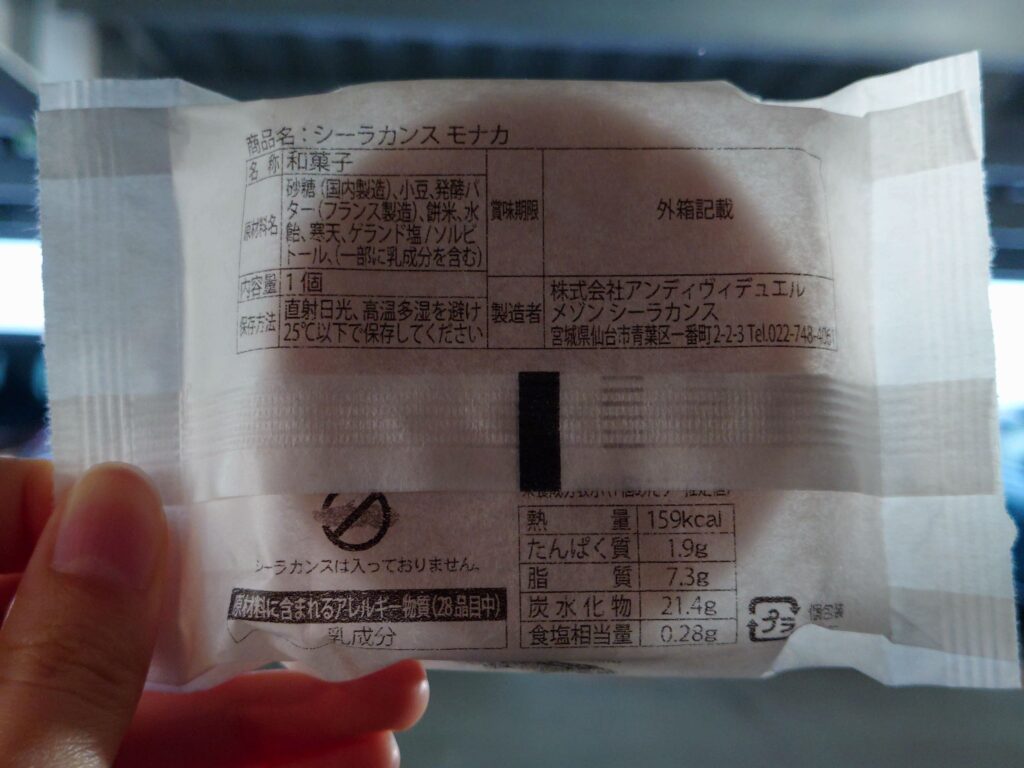 商品名：シーラカンス モナカ
名 称 和菓子
原材料名 砂糖（国内製造）、小豆、発酵バ
ター（フランス製造）、餅米、水
飴、寒天、ゲランド塩/ソルビ
トール、（一部に乳成分を含む）
内容量 1個
保存方法 直射日光、高温多湿を避け
25℃以下で保存してください
賞味期限 外箱記載
製造者 株式会社アンディヴィデュエル
メゾン シーラカンス
宮城県仙台市青葉区一番町2-2-3 Tel.022-748-4061
シーラカンスは入っておりません。
原材料に含まれるアレルギー物質（28品目中）
乳成分
熱 量 159kcal
たんぱく質 1.9g
脂 質 7.3g
炭水化物 21.4g
食塩相当量 0.28g
プラ 個包装